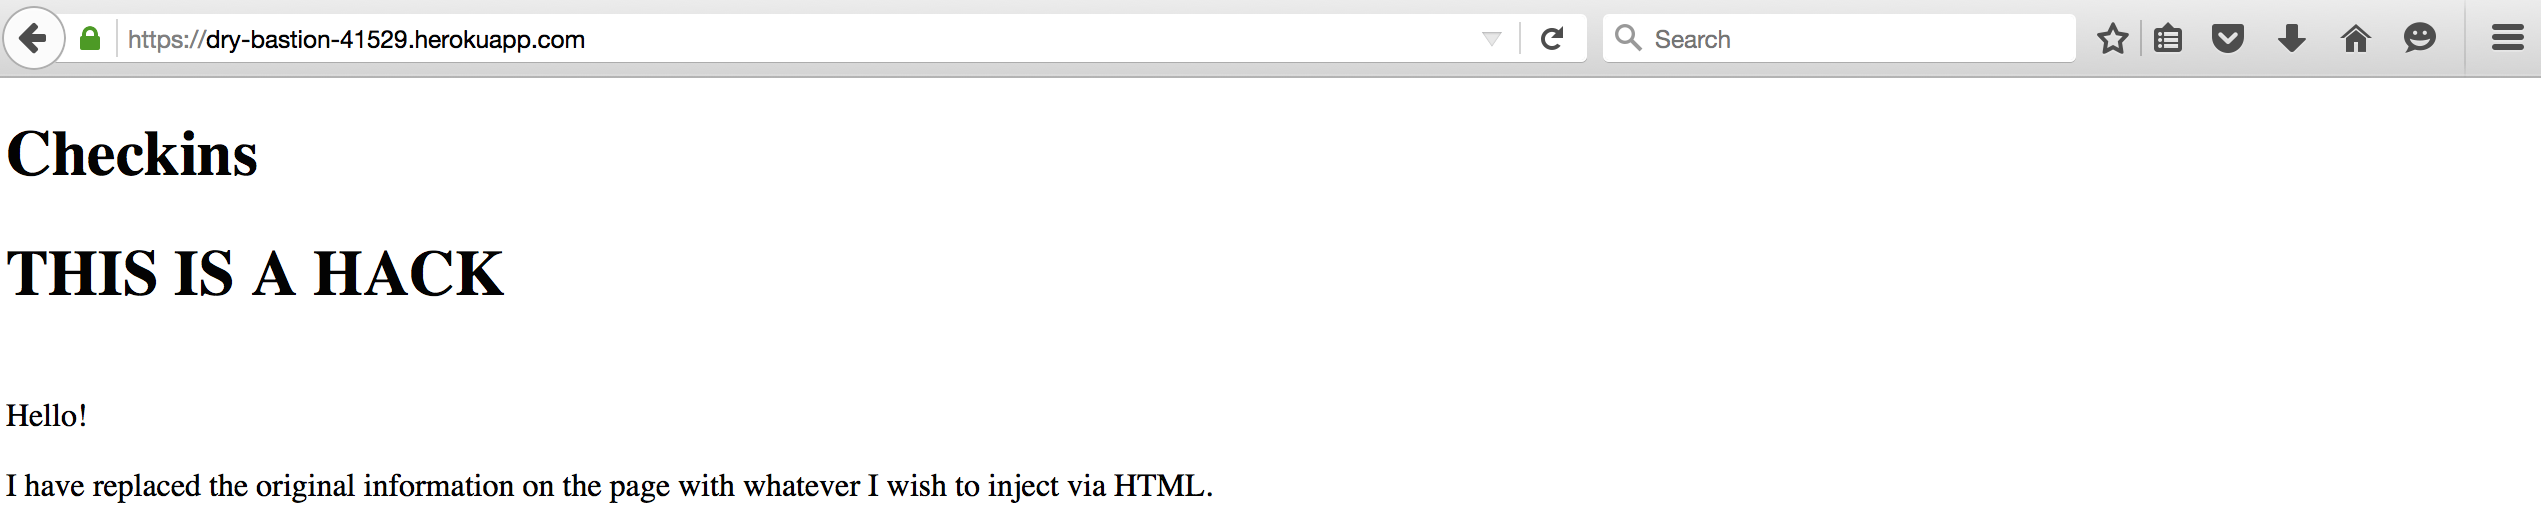 https://dry-bastion-41529.herokuapp.com Search
Checkins
THIS IS A HACK
Hello!
I have replaced the original information on the page with whatever I wish to inject via HTML.